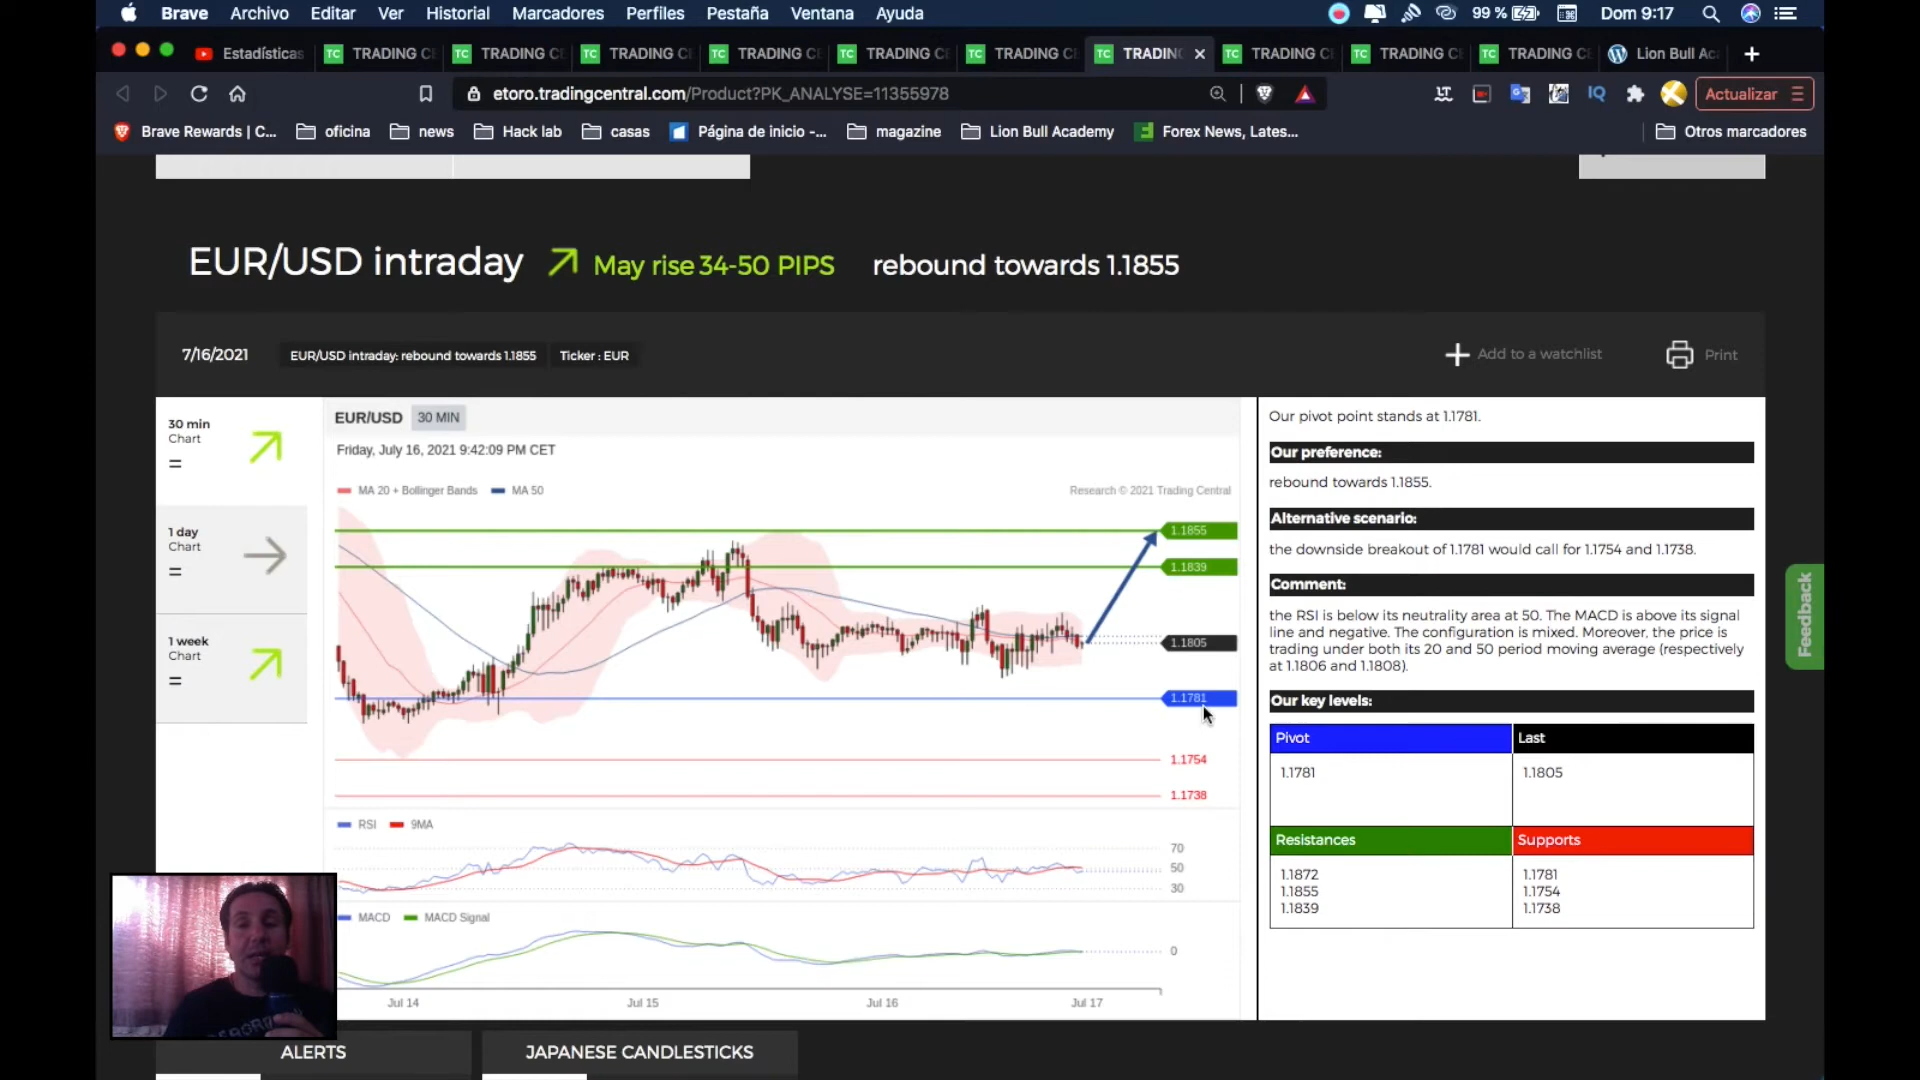 Brave Archivo Editar Ver Historial Marcadores Perfiles Pestaña Ventana Ayuda 99 % Dom 9:17
Estadísticas TRADING CE TRADING CE TRADING CE TRADING CE TRADING CE TRADING CE TRADING TRADING CE TRADING CE TRADING CE Lion Bull Aca
etoro.tradingcentral.com/Product?PK_ANALYSE=11355978 IQ Actualizar
Brave Rewards | C... oficina news Hack lab casas Página de inicio -... magazine Lion Bull Academy Forex News, Lates... Otros marcadores
EUR/USD intraday May rise 34-50 PIPS rebound towards 1.1855
7/16/2021 EUR/USD intraday: rebound towards 1.1855 Ticker : EUR Add to a watchlist Print
30 min
Chart
=
1 day
Chart
=
1 week
Chart
=
EUR/USD 30 MIN
Friday, July 16, 2021 9:42:09 PM CET
MA 20 + Bollinger Bands MA 50 Research © 2021 Trading Central
1.1855
1.1839
1.1805
1.1781
1.1754
1.1738
RSI 9MA
70
50
30
MACD MACD Signal
0
Jul 14 Jul 15 Jul 16 Jul 17
Our pivot point stands at 1.1781.
Our preference:
rebound towards 1.1855.
Alternative scenario:
the downside breakout of 1.1781 would call for 1.1754 and 1.1738.
Comment:
the RSI is below its neutrality area at 50. The MACD is above its signal
line and negative. The configuration is mixed. Moreover, the price is
trading under both its 20 and 50 period moving average (respectively
at 1.1806 and 1.1808).
Our key levels:
Pivot Last
1.1781 1.1805
Resistances Supports
1.1872 1.1781
1.1855 1.1754
1.1839 1.1738
Feedback
ALERTS JAPANESE CANDLESTICKS